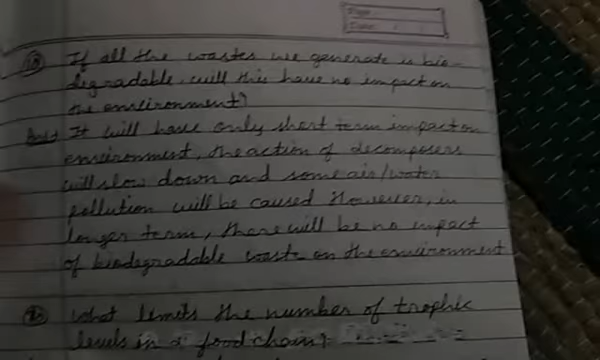 Page
Date
If all the wastes we generate is bio-
degradable, will this have no impact on
the environment?
It will have only short term impact on
environment, the action of decomposers
will slow down and some air/water
pollution will be caused However, in
longer term, there will be no impact
of biodegradable waste on the environment
What limits the number of trophic
levels in a food chain?